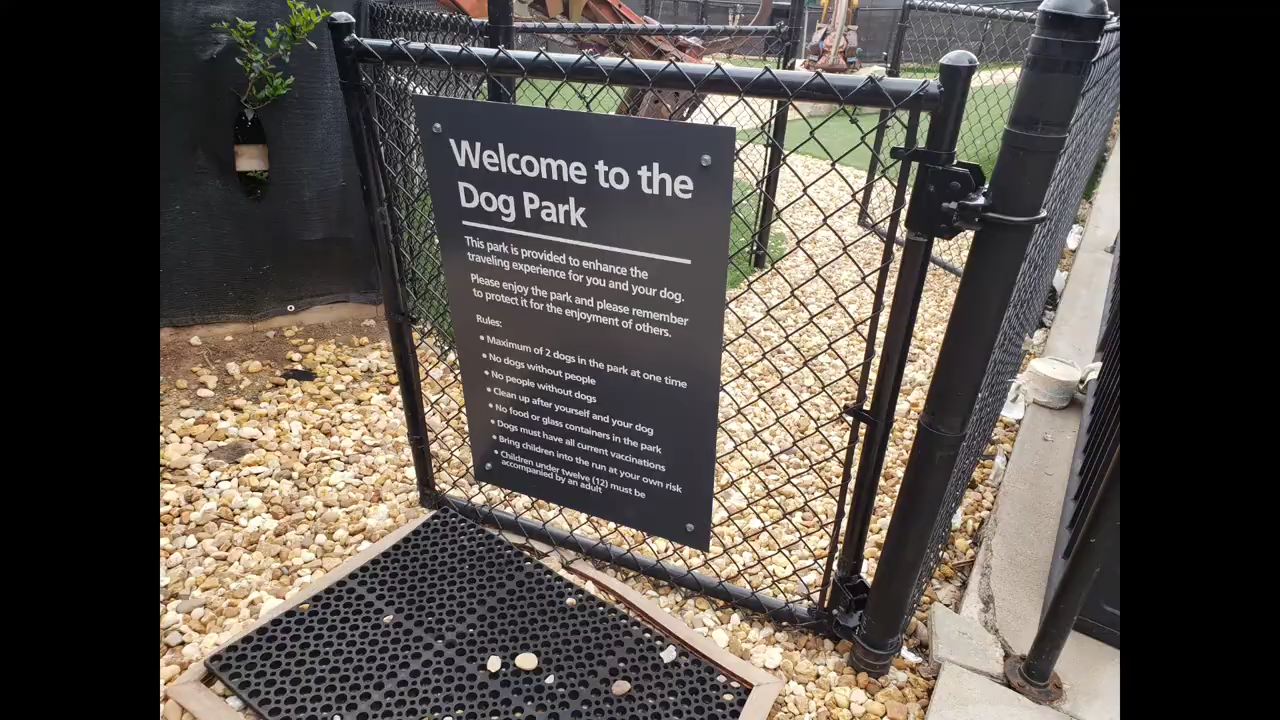 Welcome to the
Dog Park
This park is provided to enhance the
traveling experience for you and your dog.
Please enjoy the park and please remember
to protect it for the enjoyment of others.
Rules:
• Maximum of 2 dogs in the park at one time
• No dogs without people
• No people without dogs
• Clean up after yourself and your dog
• No food or glass containers in the park
• Dogs must have all current vaccinations
• Bring children into the run at your own risk
• Children under twelve (12) must be
accompanied by an adult